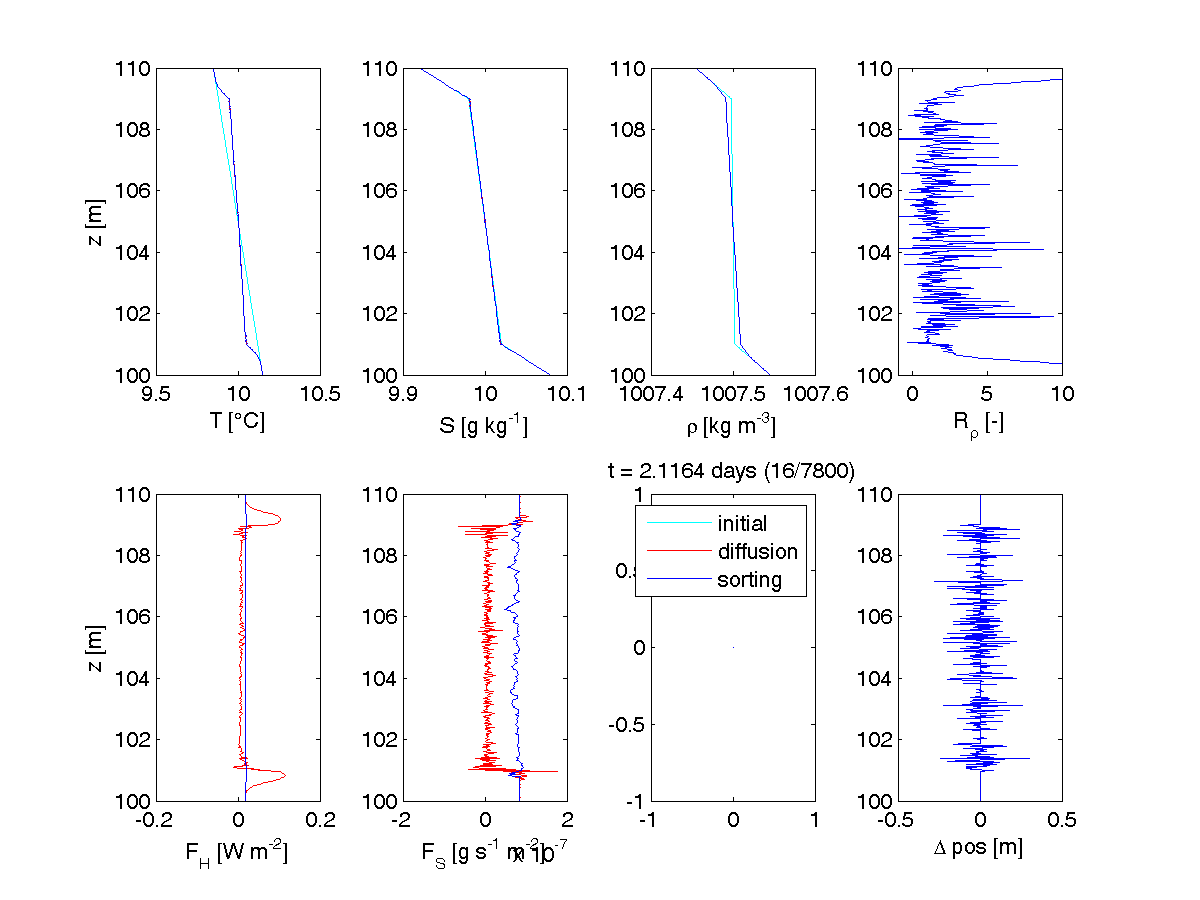 110
108
106
104
102
100
z [m]
9.5 10 10.5
T [°C]
110
108
106
104
102
100
9.9 10 10.1
S [g kg-1]
110
108
106
104
102
100
1007.4 1007.5 1007.6
ρ [kg m-3]
110
108
106
104
102
100
0 5 10
Rρ [-]
110
108
106
104
102
100
z [m]
-0.2 0 0.2
FH [W m-2]
110
108
106
104
102
100
-2 0 2
FS [g s-1 m-2]
x 10-7
t = 2.1164 days (16/7800)
1
0.5
0
-0.5
-1
-1 0 1
initial
diffusion
sorting
110
108
106
104
102
100
-0.5 0 0.5
Δ pos [m]